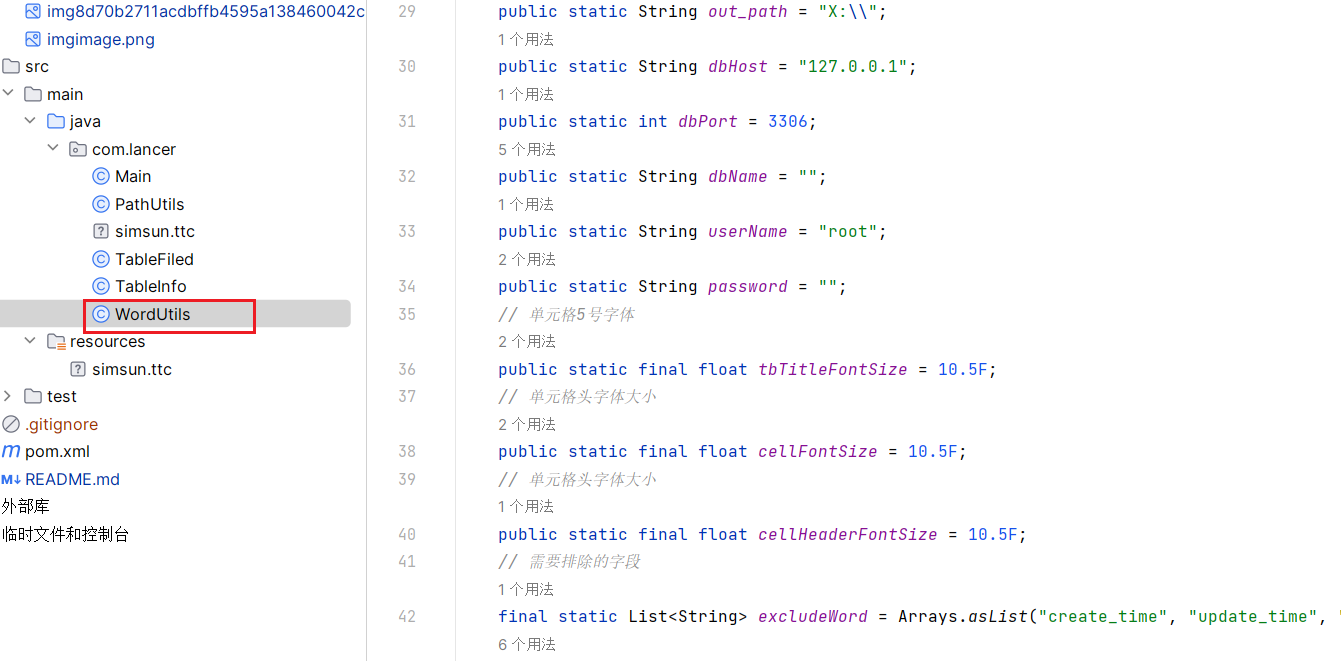 img8d70b2711acdbffb4595a138460042c
imgimage.png
src
main
java
com.lancer
Main
PathUtils
simsun.ttc
TableFiled
TableInfo
WordUtils
resources
simsun.ttc
test
.gitignore
pom.xml
README.md
外部库
临时文件和控制台
29 public static String out_path = "X:\\";
1 个用法
30 public static String dbHost = "127.0.0.1";
1 个用法
31 public static int dbPort = 3306;
5 个用法
32 public static String dbName = "";
1 个用法
33 public static String userName = "root";
2 个用法
34 public static String password = "";
35 // 单元格5号字体
2 个用法
36 public static final float tbTitleFontSize = 10.5F;
37 // 单元格头字体大小
2 个用法
38 public static final float cellFontSize = 10.5F;
39 // 单元格头字体大小
1 个用法
40 public static final float cellHeaderFontSize = 10.5F;
41 // 需要排除的字段
1 个用法
42 final static List<String> excludeWord = Arrays.asList("create_time", "update_time", "
6 个用法